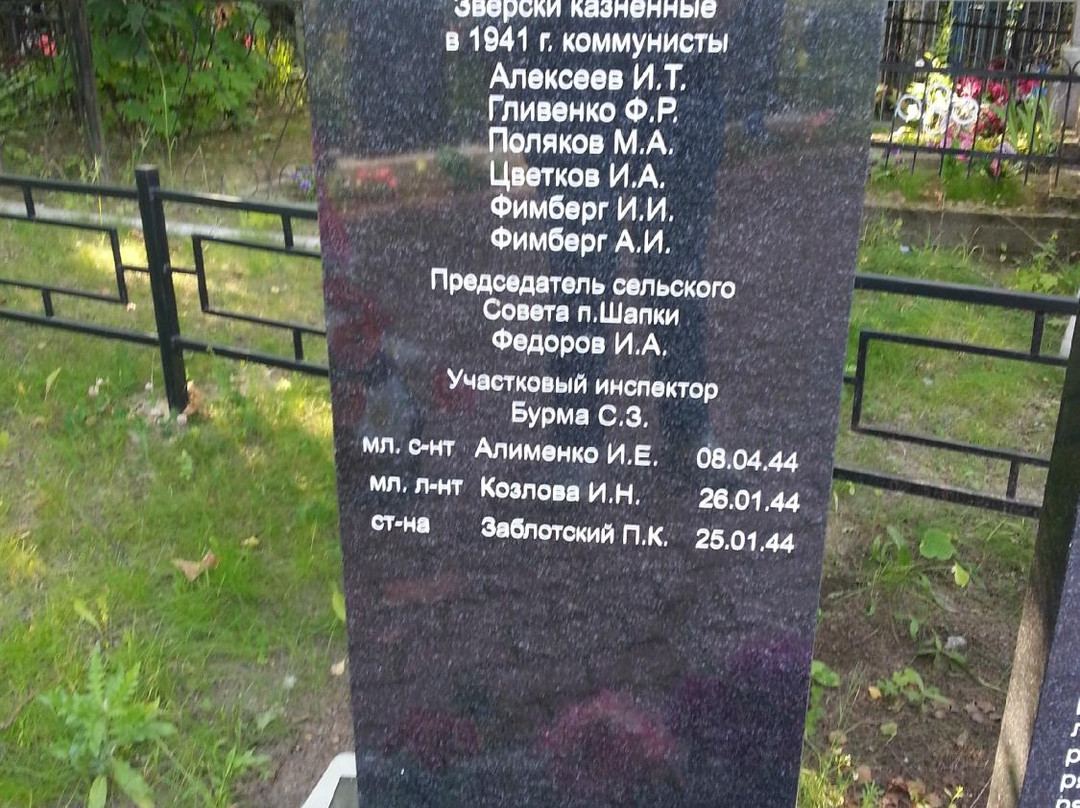 Зверски казненные
в 1941 г. коммунисты
Алексеев И.Т.
Гливенко Ф.Р.
Поляков М.А.
Цветков И.А.
Фимберг И.И.
Фимберг А.И.
Председатель сельского
Совета п.Шапки
Федоров И.А.
Участковый инспектор
Бурма С.З.
мл. с-нт Алименко И.Е. 08.04.44
мл. л-нт Козлова И.Н. 26.01.44
ст-на Заблотский П.К. 25.01.44